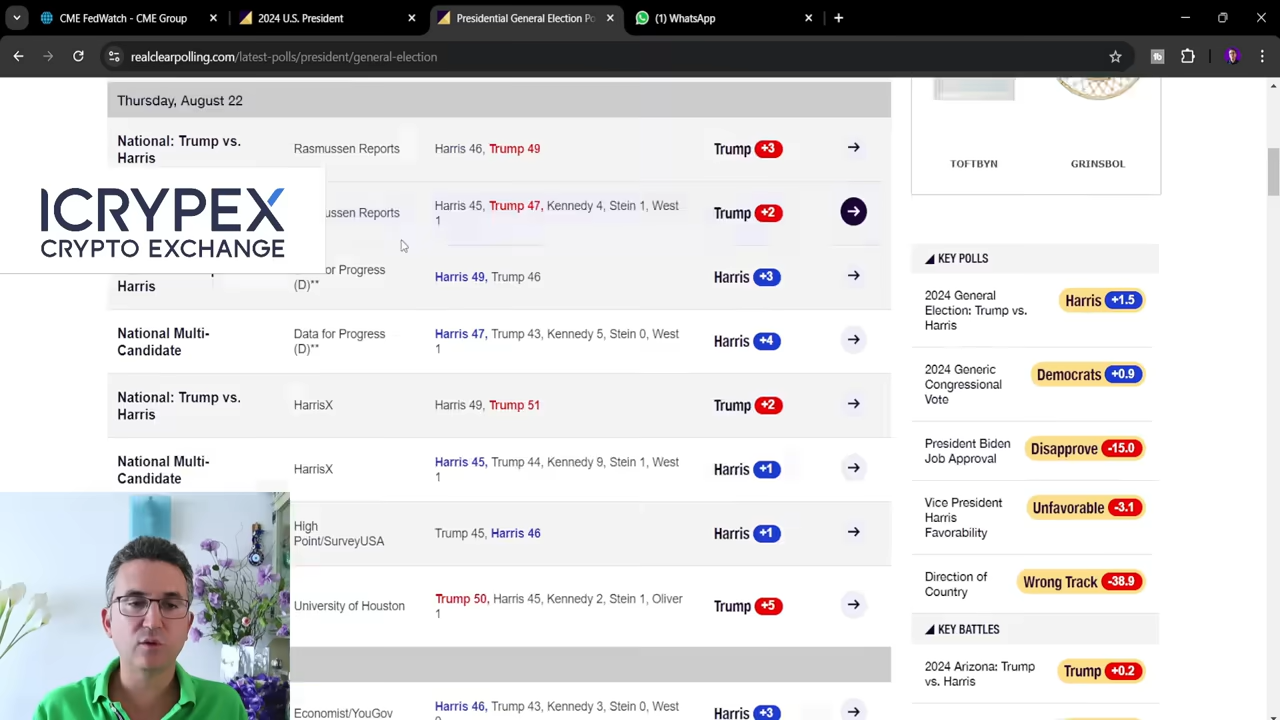 CME FedWatch - CME Group
2024 U.S. President
Presidential General Election Po
(1) WhatsApp
realclearpolling.com/latest-polls/president/general-election
Thursday, August 22
National: Trump vs. Harris
Rasmussen Reports
Harris 46, Trump 49
Trump +3
ICRYPEX
CRYPTO EXCHANGE
ussen Reports
Harris 45, Trump 47, Kennedy 4, Stein 1, West
1
Trump +2
Harris
or Progress
(D)**
Harris 49, Trump 46
Harris +3
National Multi-
Candidate
Data for Progress
(D)**
Harris 47, Trump 43, Kennedy 5, Stein 0, West
1
Harris +4
National: Trump vs.
Harris
HarrisX
Harris 49, Trump 51
Trump +2
National Multi-
Candidate
HarrisX
Harris 45, Trump 44, Kennedy 9, Stein 1, West
1
Harris +1
High
Point/SurveyUSA
Trump 45, Harris 46
Harris +1
University of Houston
Trump 50, Harris 45, Kennedy 2, Stein 1, Oliver
1
Trump +5
Economist/YouGov
Harris 46, Trump 43, Kennedy 3, Stein 0, West
Harris +3
TOFTBYN
GRINSBOL
KEY POLLS
2024 General
Election: Trump vs.
Harris
Harris +1.5
2024 Generic
Congressional
Vote
Democrats +0.9
President Biden
Job Approval
Disapprove -15.0
Vice President
Harris
Favorability
Unfavorable -3.1
Direction of
Country
Wrong Track -38.9
KEY BATTLES
2024 Arizona: Trump
vs. Harris
Trump +0.2